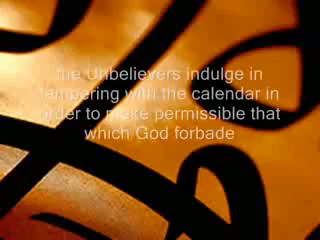 the Unbelievers indulge in
tampering with the calendar in
order to make permissible that
which God forbade